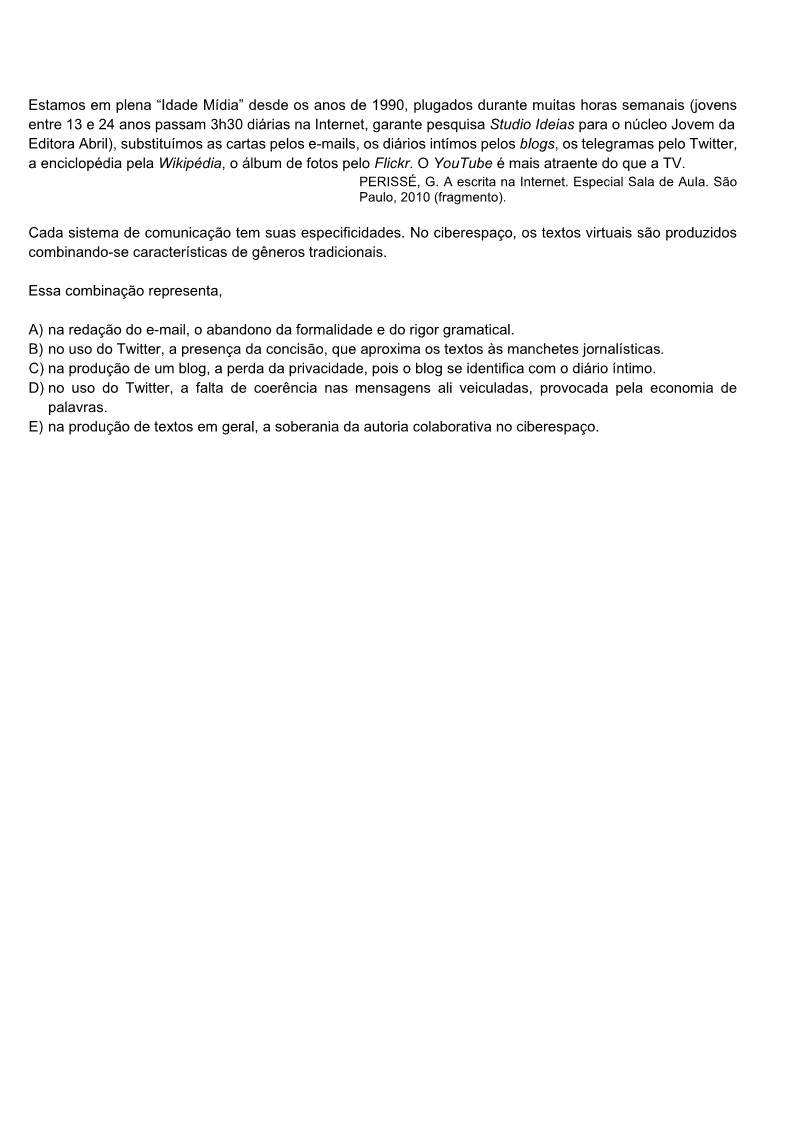 Estamos em plena “Idade Mídia” desde os anos de 1990, plugados durante muitas horas semanais (jovens
entre 13 e 24 anos passam 3h30 diárias na Internet, garante pesquisa Studio Ideias para o núcleo Jovem da
Editora Abril), substituímos as cartas pelos e-mails, os diários intímos pelos blogs, os telegramas pelo Twitter,
a enciclopédia pela Wikipédia, o álbum de fotos pelo Flickr. O YouTube é mais atraente do que a TV.
PERISSÉ, G. A escrita na Internet. Especial Sala de Aula. São
Paulo, 2010 (fragmento).
Cada sistema de comunicação tem suas especificidades. No ciberespaço, os textos virtuais são produzidos
combinando-se características de gêneros tradicionais.
Essa combinação representa,
A) na redação do e-mail, o abandono da formalidade e do rigor gramatical.
B) no uso do Twitter, a presença da concisão, que aproxima os textos às manchetes jornalísticas.
C) na produção de um blog, a perda da privacidade, pois o blog se identifica com o diário íntimo.
D) no uso do Twitter, a falta de coerência nas mensagens ali veiculadas, provocada pela economia de
palavras.
E) na produção de textos em geral, a soberania da autoria colaborativa no ciberespaço.